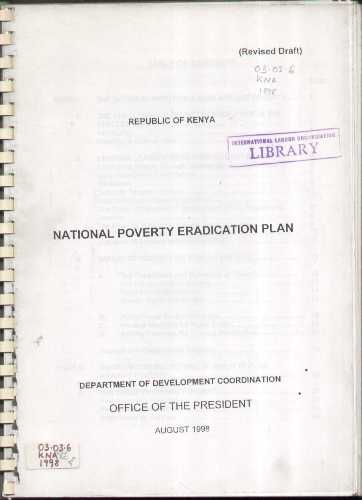 (Revised Draft)
03-03-6
KNA
1998
REPUBLIC OF KENYA
INTERNATIONAL LABOUR ORGANIZATION
LIBRARY
NATIONAL POVERTY ERADICATION PLAN
DEPARTMENT OF DEVELOPMENT COORDINATION
OFFICE OF THE PRESIDENT
AUGUST 1998
03-03-6
KNA
1998